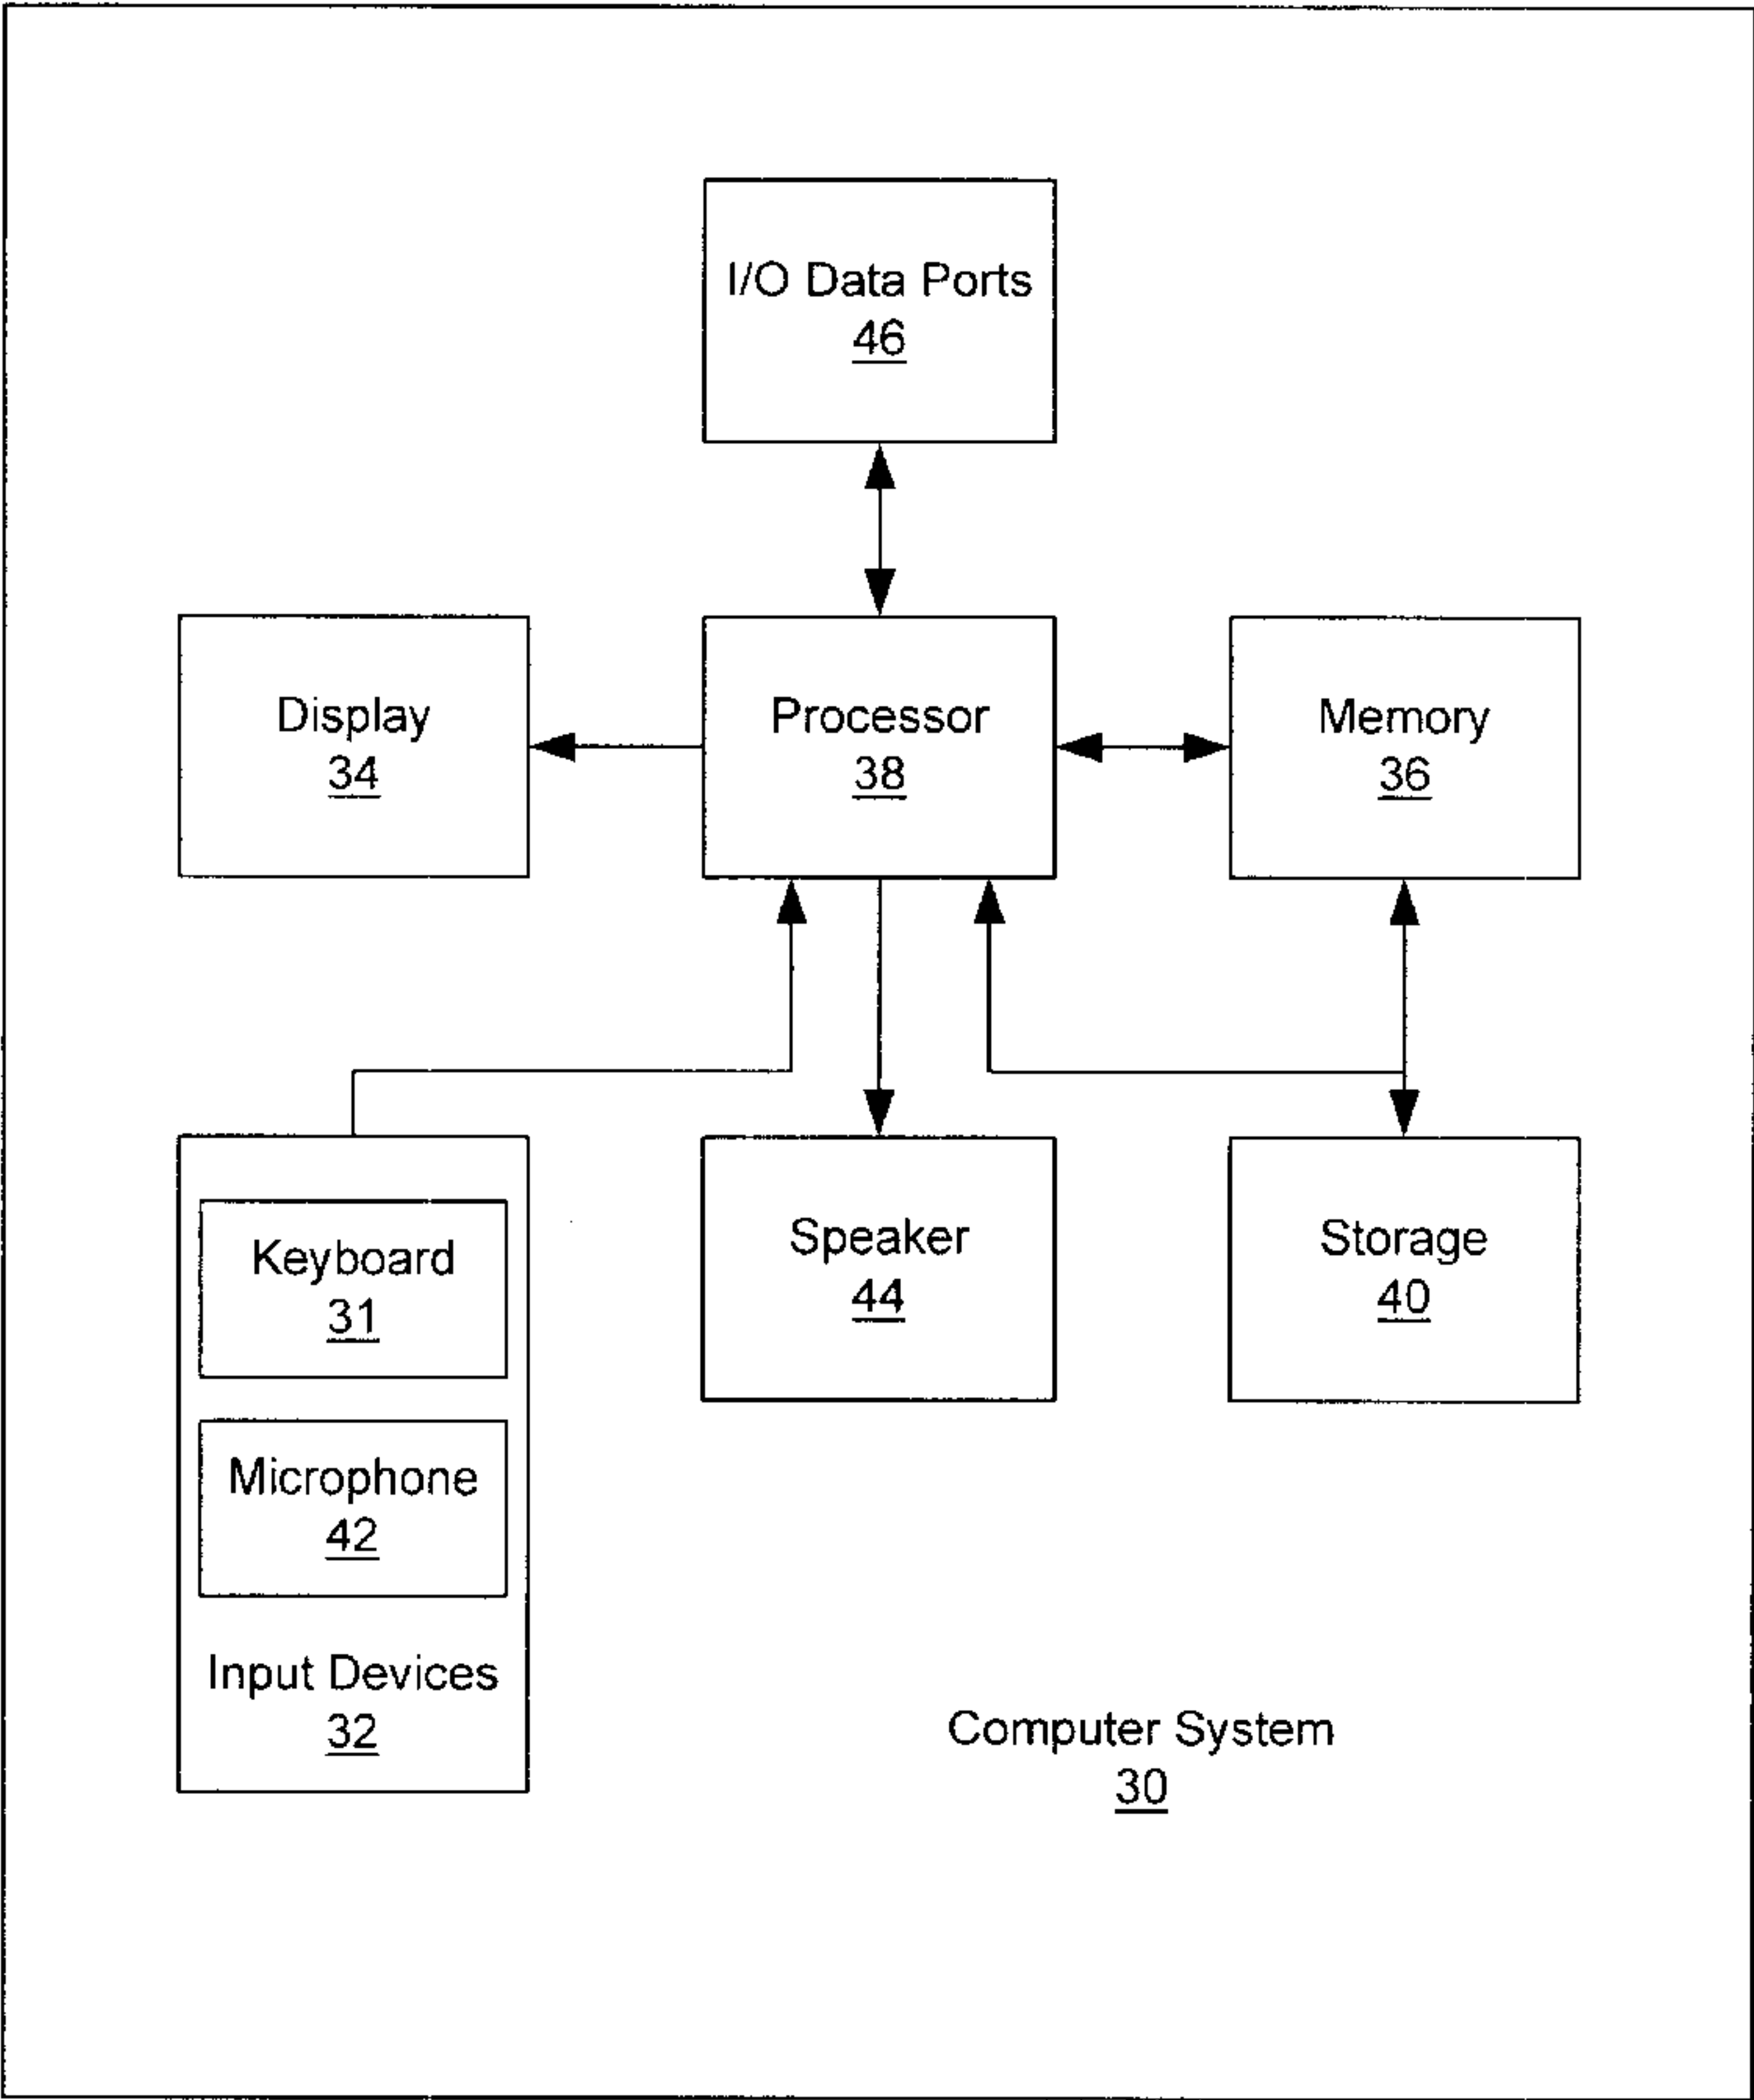 I/O Data Ports
46
Display
34
Processor
38
Memory
36
Keyboard
31
Microphone
42
Input Devices
32
Speaker
44
Storage
40
Computer System
30